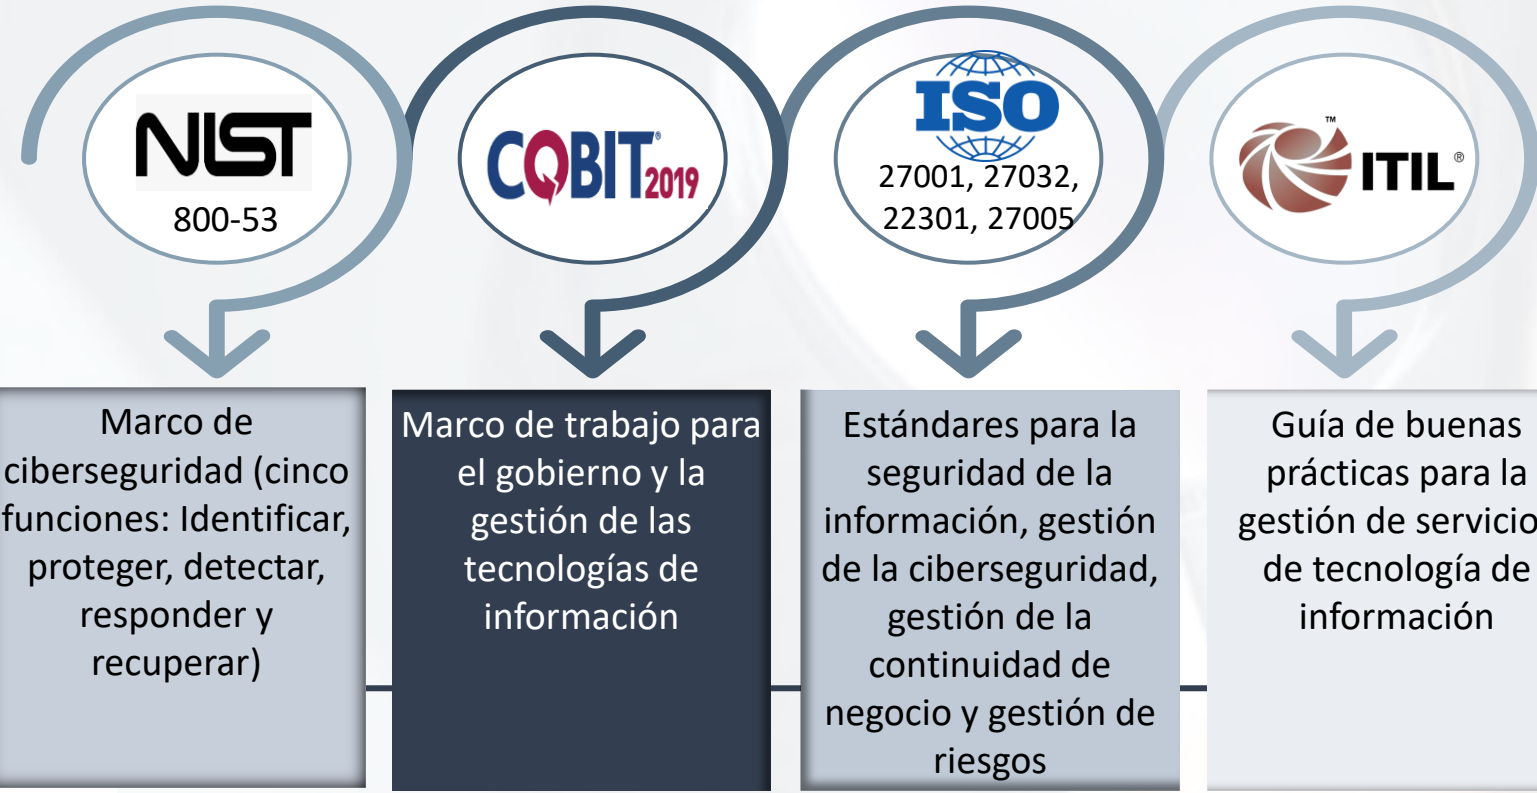 NIST
800-53
COBIT® 2019
ISO
27001, 27032,
22301, 27005
™
ITIL®
Marco de
ciberseguridad (cinco
funciones: Identificar,
proteger, detectar,
responder y
recuperar)
Marco de trabajo para
el gobierno y la
gestión de las
tecnologías de
información
Estándares para la
seguridad de la
información, gestión
de la ciberseguridad,
gestión de la
continuidad de
negocio y gestión de
riesgos
Guía de buenas
prácticas para la
gestión de servicio
de tecnología de
información